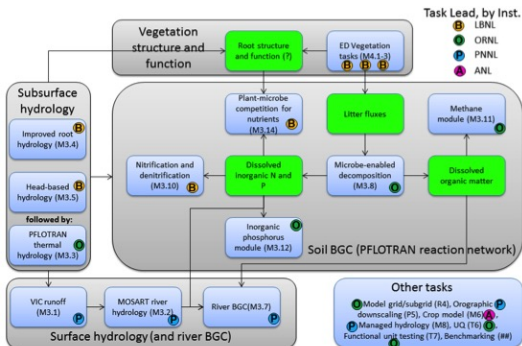 Vegetation
structure and
function
Root structure
and function (?)
ED Vegetation
tasks (M4.1-3)
B B B
Task Lead, by Inst.
B LBNL
O ORNL
P PNNL
A ANL
Subsurface
hydrology
Improved root
hydrology (M3.4)
B
Head-based
hydrology (M3.5)
B
followed by:
PFLOTRAN
thermal
hydrology (M3.3)
O
Plant-microbe
competition for
nutrients
(M3.14)
B
Litter fluxes
Methane
module (M3.11)
O
Nitrification and
denitrification
(M3.10)
B
Dissolved
inorganic N and
P
Microbe-enabled
decomposition
(M3.8)
O
Dissolved
organic matter
Inorganic
phosphorus
module (M3.12)
O
Soil BGC (PFLOTRAN reaction network)
VIC runoff
(M3.1)
P
MOSART river
hydrology
(M3.2)
P
River BGC(M3.7)
P
Surface hydrology (and river BGC)
Other tasks
O Model grid/subgrid (R4), Orographic P
downscaling (P5), Crop model (M6) A,
P Managed hydrology (M8), UQ (T6) O,
Functional unit testing (T7), Benchmarking (##)
O